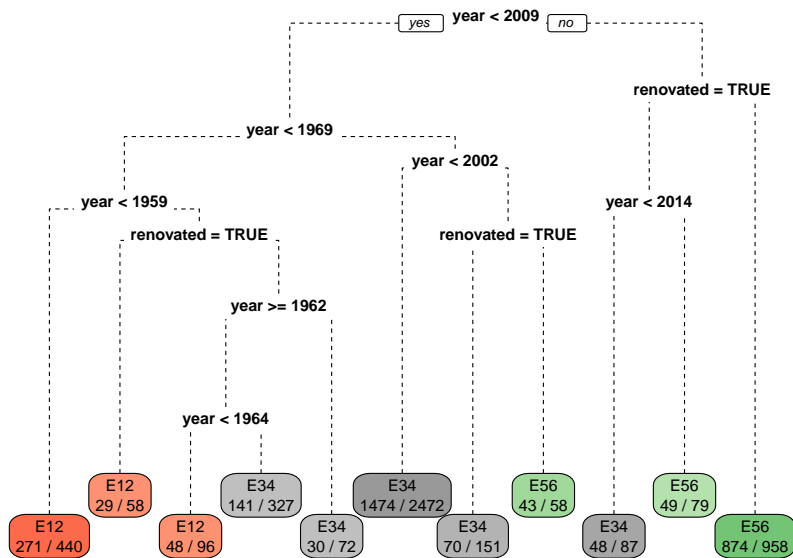 yes year < 2009 no
renovated = TRUE
year < 1969
year < 2002
year < 1959
year < 2014
renovated = TRUE
renovated = TRUE
year >= 1962
year < 1964
E12
29 / 58
E34
141 / 327
E34
1474 / 2472
E56
43 / 58
E56
49 / 79
E12
271 / 440
E12
48 / 96
E34
30 / 72
E34
70 / 151
E34
48 / 87
E56
874 / 958